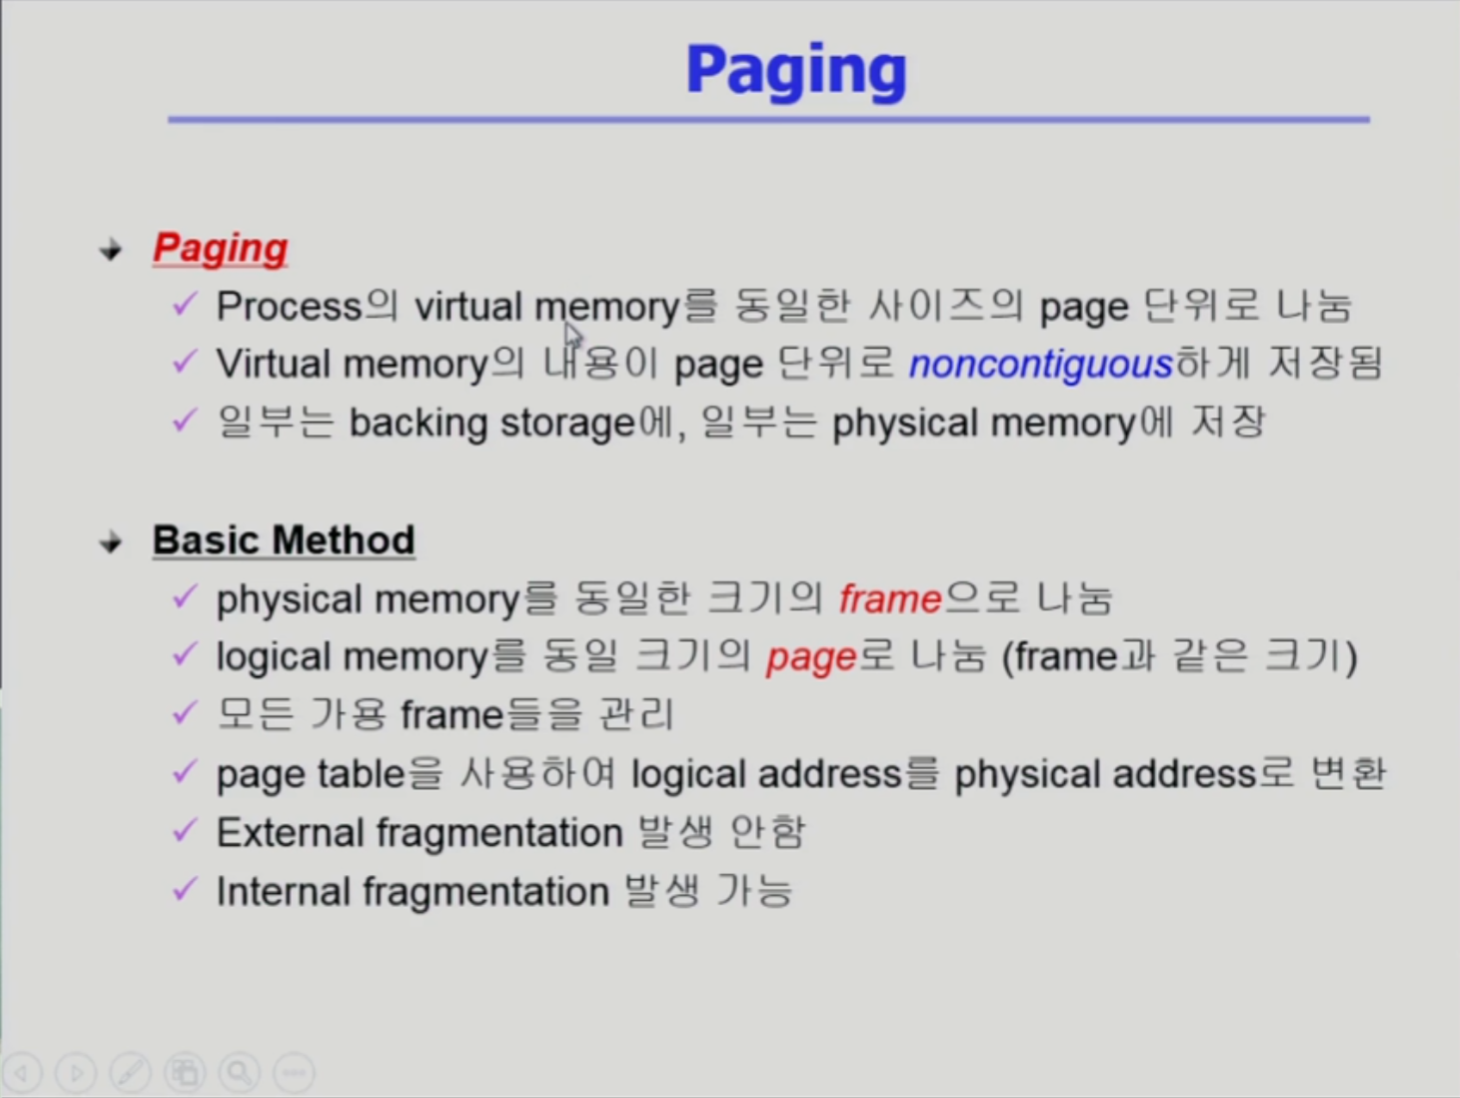 Paging
Paging
Process의 virtual memory를 동일한 사이즈의 page 단위로 나눔
Virtual memory의 내용이 page 단위로 noncontiguous하게 저장됨
일부는 backing storage에, 일부는 physical memory에 저장
Basic Method
physical memory를 동일한 크기의 frame으로 나눔
logical memory를 동일 크기의 page로 나눔 (frame과 같은 크기)
모든 가용 frame들을 관리
page table을 사용하여 logical address를 physical address로 변환
External fragmentation 발생 안함
Internal fragmentation 발생 가능